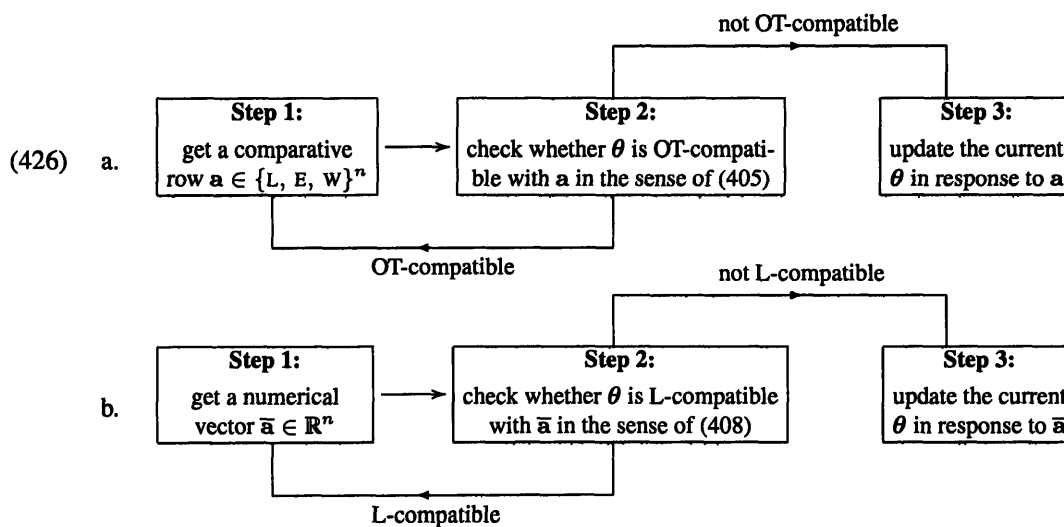 not OT-compatible
(426) a.
Step 1:
get a comparative
row a ∈ {L, E, W}ⁿ
Step 2:
check whether θ is OT-compati-
ble with a in the sense of (405)
Step 3:
update the current
θ in response to a
OT-compatible
not L-compatible
b.
Step 1:
get a numerical
vector ā ∈ ℝⁿ
Step 2:
check whether θ is L-compatible
with ā in the sense of (408)
Step 3:
update the current
θ in response to ā
L-compatible